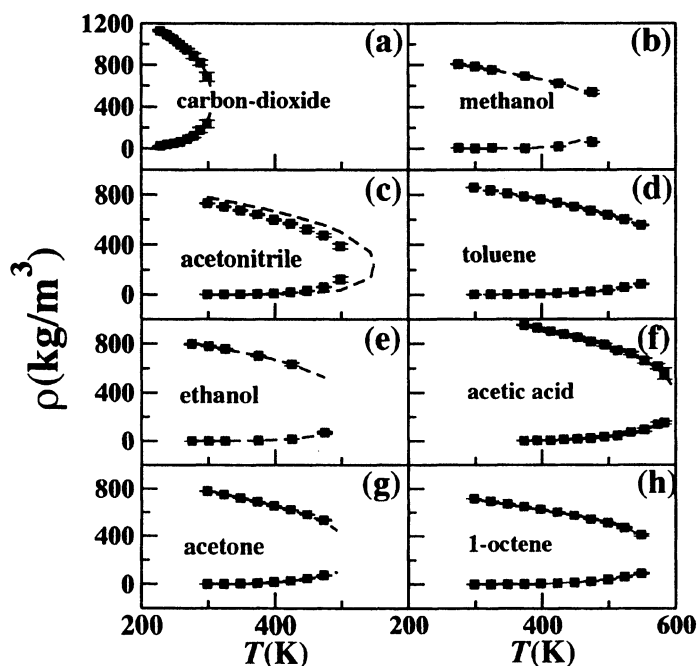 1200
800
400
0
(a)
carbon-dioxide
(b)
methanol
800
400
0
(c)
acetonitrile
(d)
toluene
800
400
0
(e)
ethanol
(f)
acetic acid
800
400
0
(g)
acetone
(h)
1-octene
200
400
200
400
600
T(K)
T(K)
ρ(kg/m³)